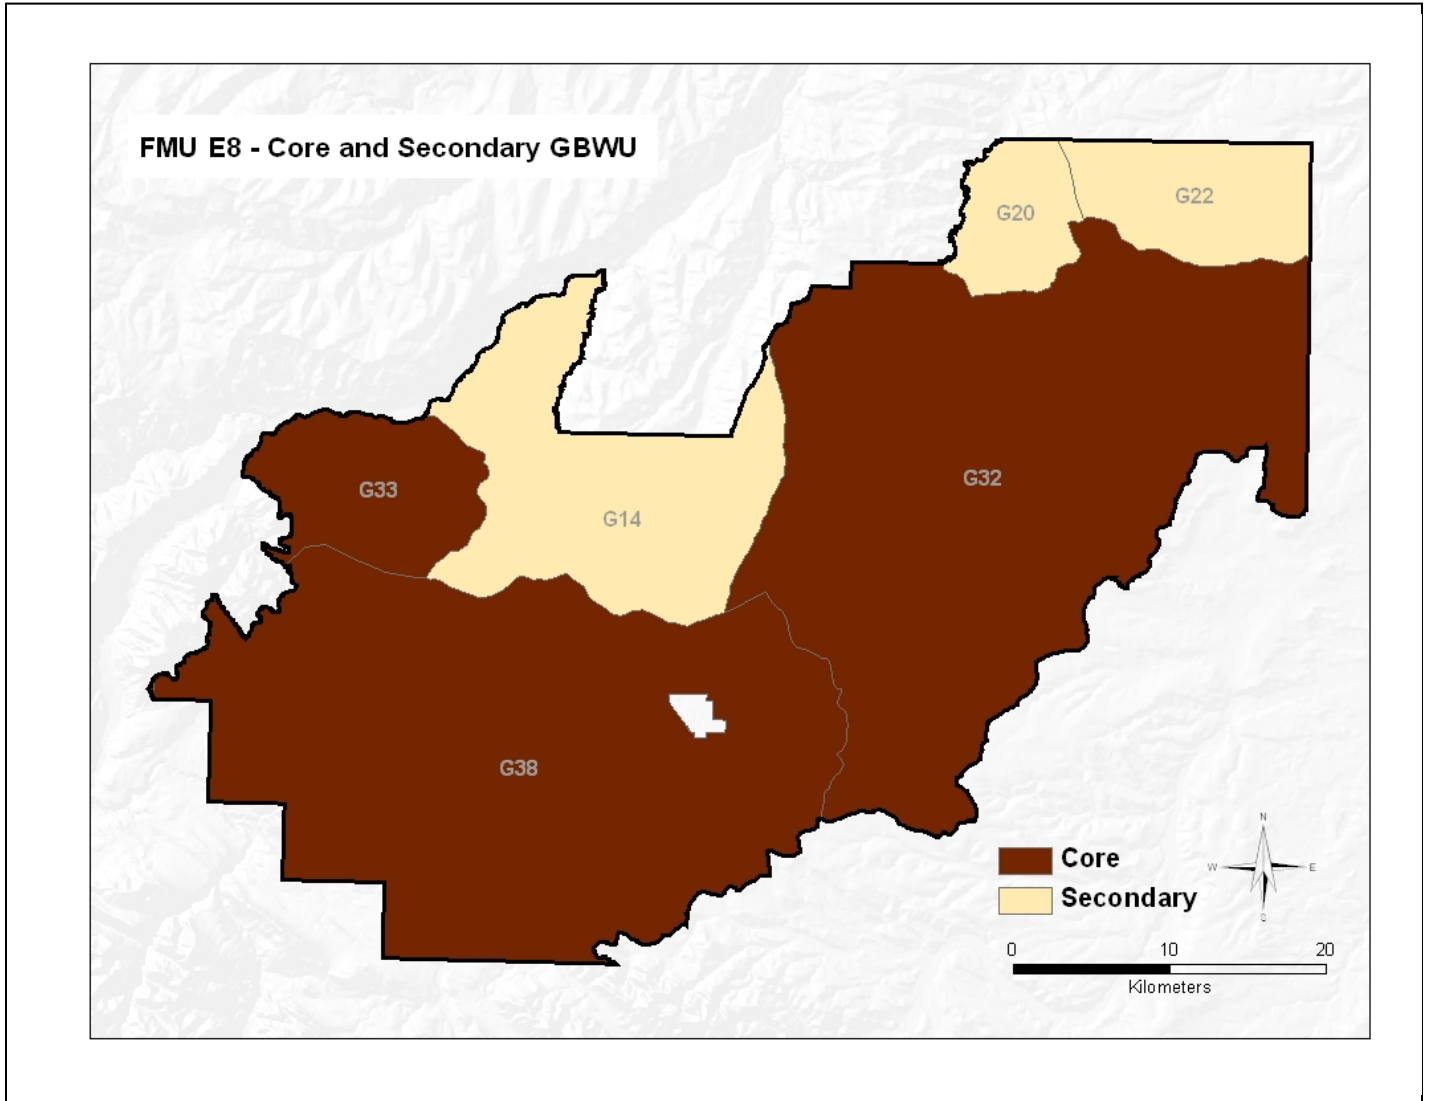 FMU E8 - Core and Secondary GBWU
G20
G22
G33
G32
G14
G38
Core
Secondary
N
W
E
S
0 10 20
Kilometers